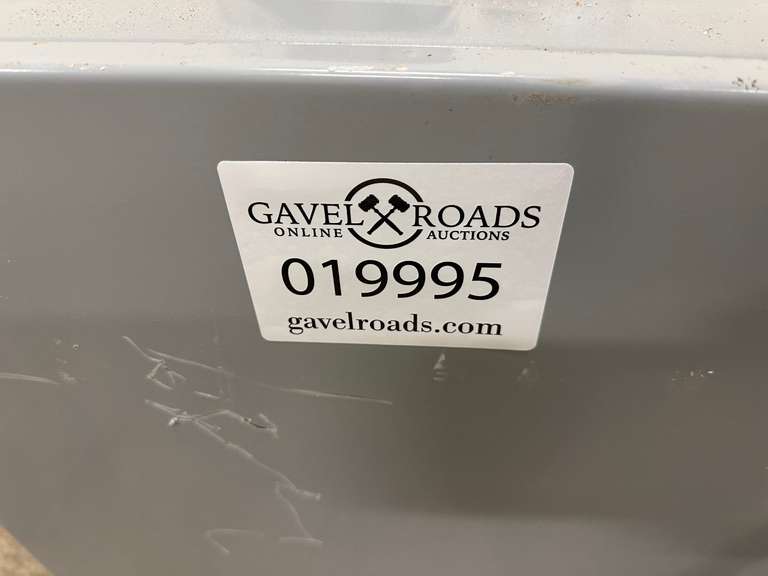 GAVEL ROADS
ONLINE AUCTIONS
019995
gavelroads.com